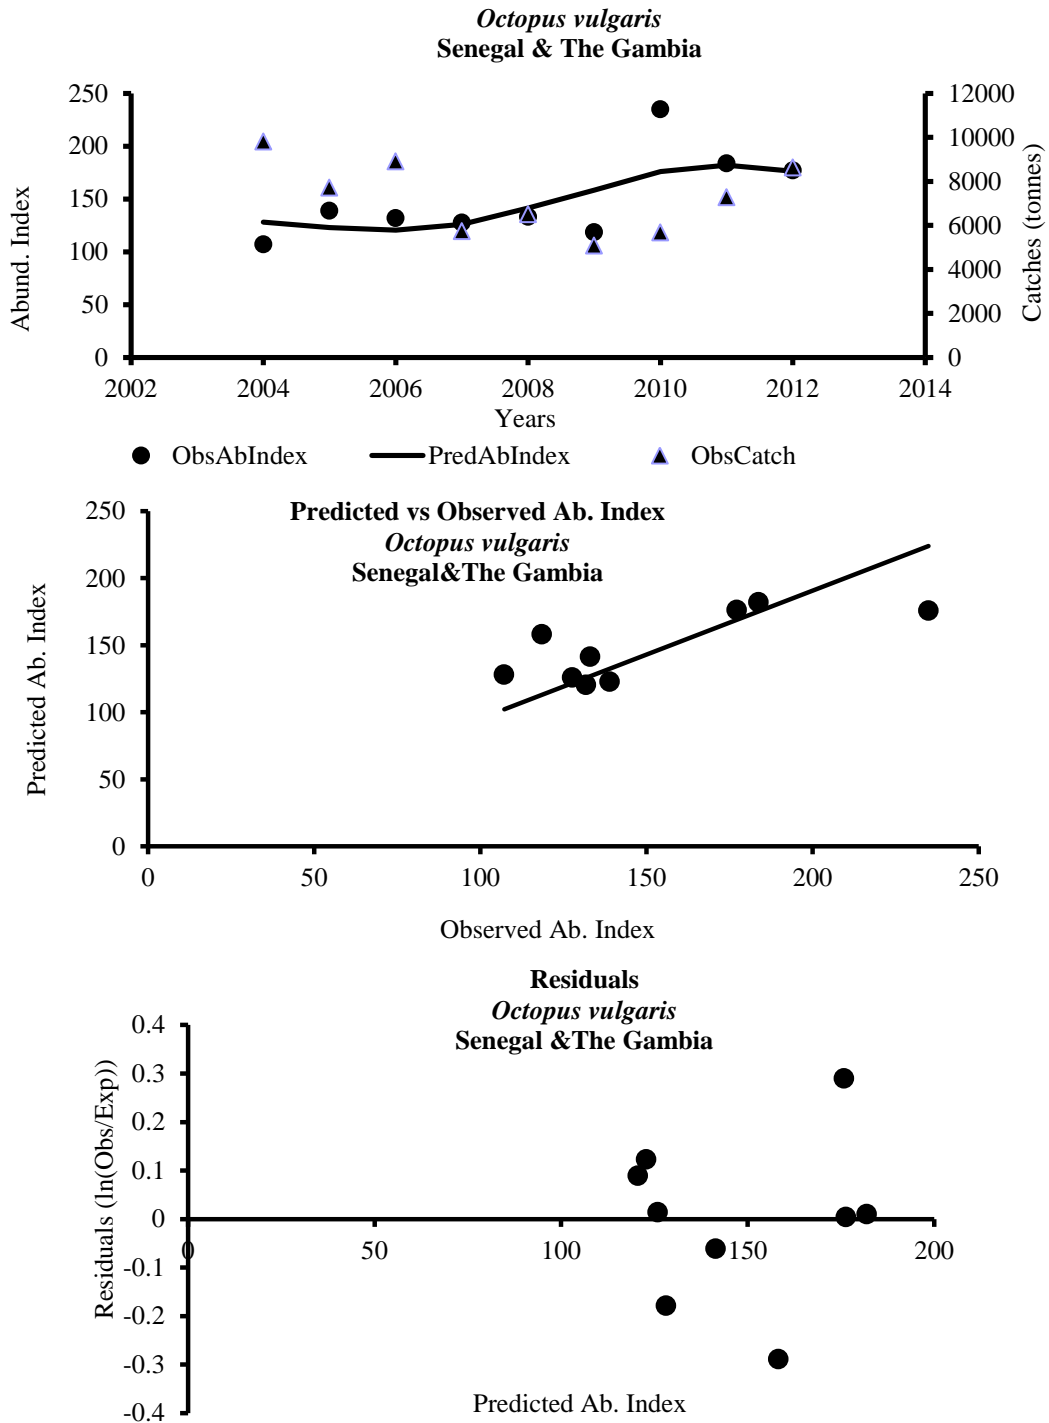 Octopus vulgaris
Senegal & The Gambia
250
200
150
100
50
0
Abund. Index
12000
10000
8000
6000
4000
2000
0
Catches (tonnes)
2002 2004 2006 2008 2010 2012 2014
Years
ObsAbIndex PredAbIndex ObsCatch
Predicted vs Observed Ab. Index
Octopus vulgaris
Senegal&The Gambia
250
200
150
100
50
0
Predicted Ab. Index
0 50 100 150 200 250
Observed Ab. Index
Residuals
Octopus vulgaris
Senegal &The Gambia
0.4
0.3
0.2
0.1
0
-0.1
-0.2
-0.3
-0.4
Residuals (ln(Obs/Exp))
0 50 100 150 200
Predicted Ab. Index